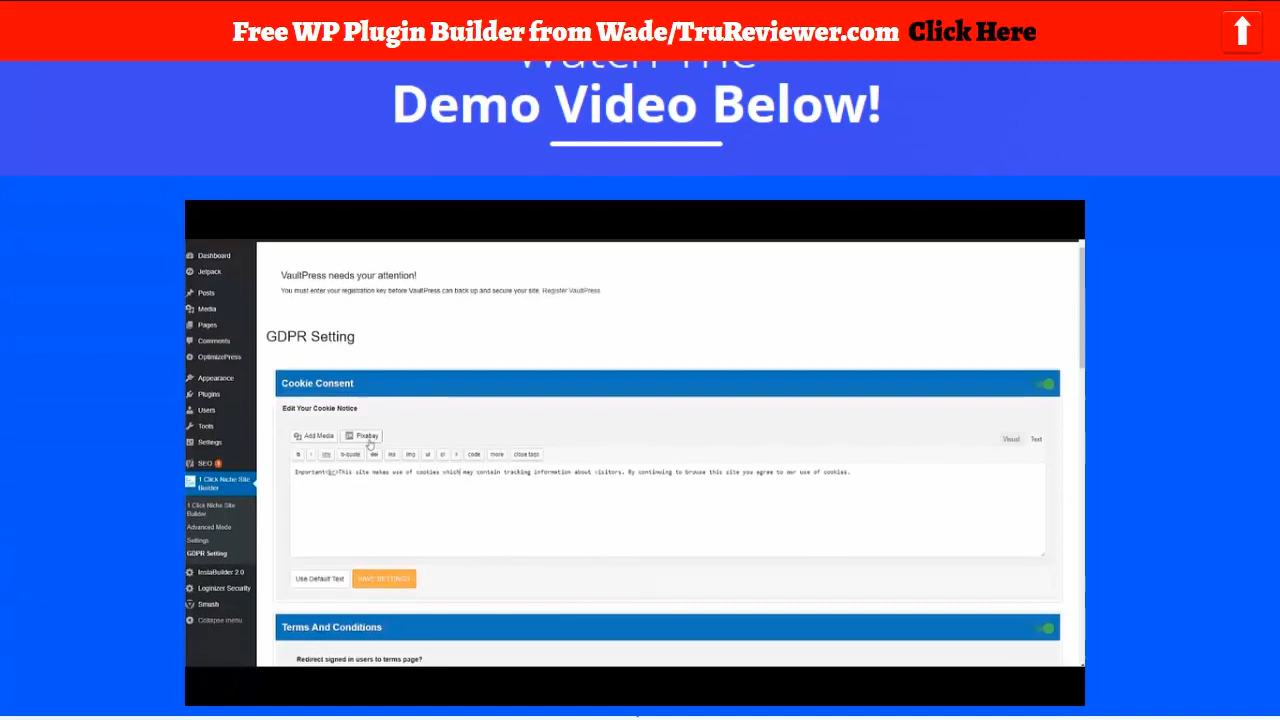 Free WP Plugin Builder from Wade/TruReviewer.com Click Here
Watch The
Demo Video Below!
Dashboard
Jetpack
Posts
Media
Pages
Comments
OptimizePress
Appearance
Plugins
Users
Tools
Settings
SEO
1 Click Niche Site
Builder
1 Click Niche Site
Builder
Advanced Mode
Settings
GDPR Setting
InstaBuilder 2.0
Loginizer Security
Smush
Collapse menu
VaultPress needs your attention!
You must enter your registration key before VaultPress can back up and secure your site. Register VaultPress
GDPR Setting
Cookie Consent
Edit Your Cookie Notice
Add Media Pixabay
Visual Text
b i link b-quote del ins img ul ol li code more close tags
Important<br>This site makes use of cookies which may contain tracking information about visitors. By continuing to browse this site you agree to our use of cookies.
Use Default Text SAVE SETTINGS
Terms And Conditions
Redirect signed in users to terms page?